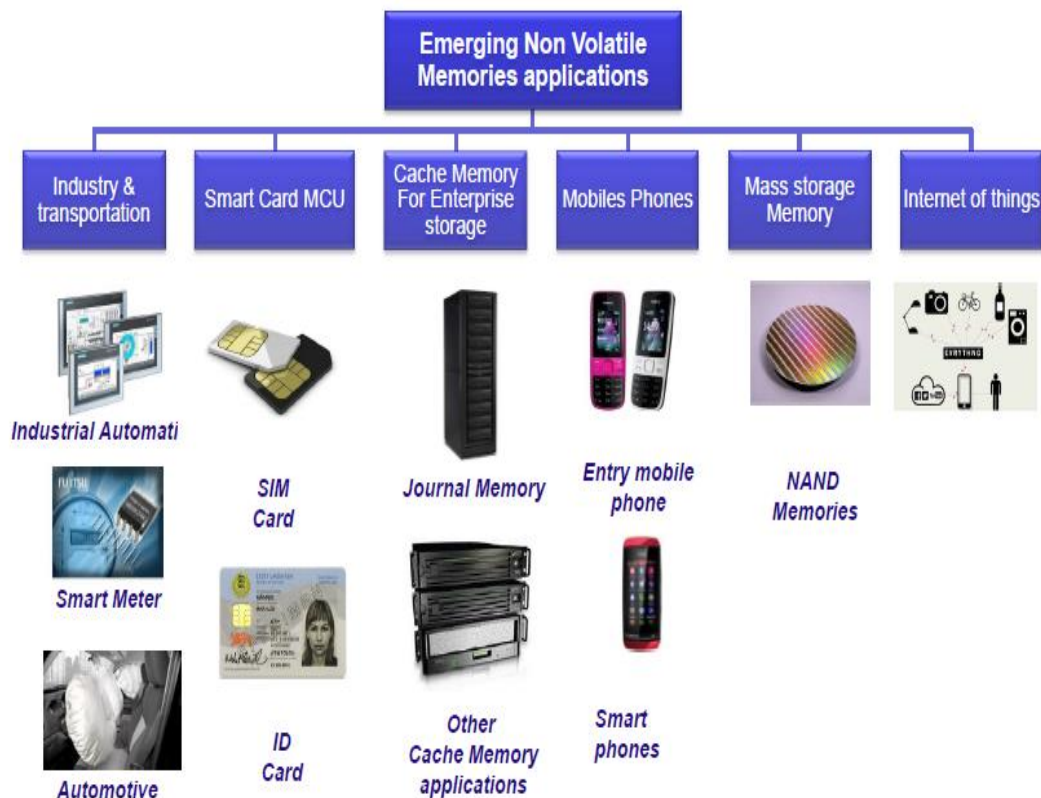 Emerging Non Volatile
Memories applications
Industry &
transportation
Smart Card MCU
Cache Memory
For Enterprise
storage
Mobiles Phones
Mass storage
Memory
Internet of things
Industrial Automati
SIM
Card
Journal Memory
Entry mobile
phone
NAND
Memories
EVRYTHNG
FUJITSU
Smart Meter
ID
Card
Other
Cache Memory
applications
Smart
phones
Automotive